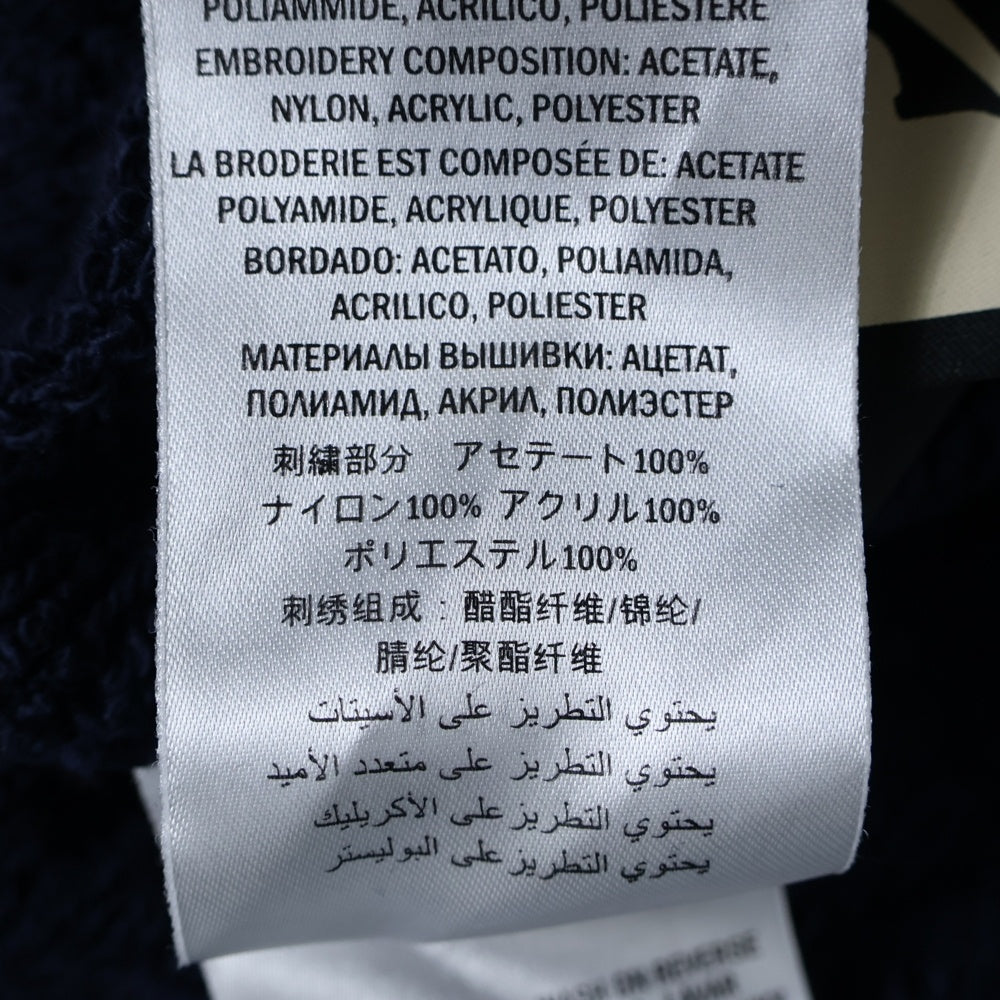 POLIAMMIDE, ACRILICO, POLIESTERE
EMBROIDERY COMPOSITION: ACETATE,
NYLON, ACRYLIC, POLYESTER
LA BRODERIE EST COMPOSÉE DE: ACETATE
POLYAMIDE, ACRYLIQUE, POLYESTER
BORDADO: ACETATO, POLIAMIDA,
ACRILICO, POLIESTER
МАТЕРИАЛЫ ВЫШИВКИ: АЦЕТАТ,
ПОЛИАМИД, АКРИЛ, ПОЛИЭСТЕР
刺繍部分 アセテート100%
ナイロン100% アクリル100%
ポリエステル100%
刺绣组成：醋酯纤维/锦纶/
腈纶/聚酯纤维
يحتوي التطريز على الأسيتات
يحتوي التطريز على متعدد الأميد
يحتوي التطريز على الأكريليك
يحتوي التطريز على البوليستر
ON REVERSE